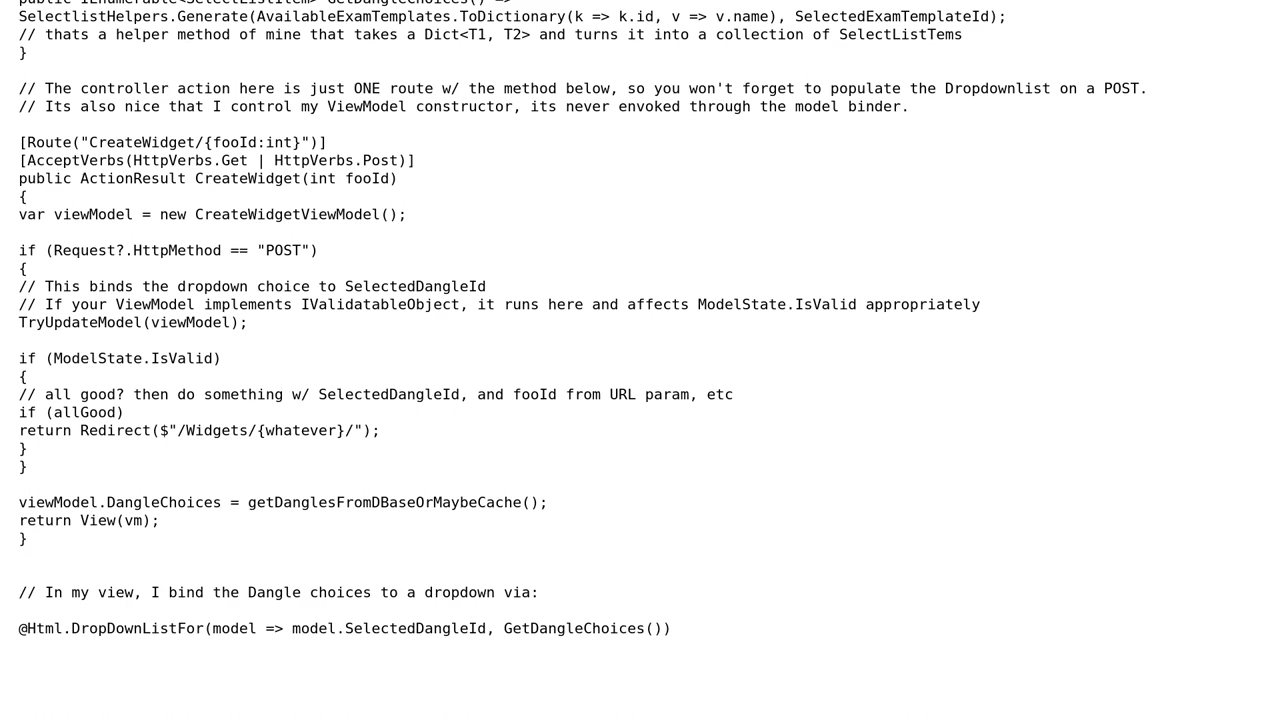 public IEnumerable<SelectListItem> GetDangleChoices() =>
SelectlistHelpers.Generate(AvailableExamTemplates.ToDictionary(k => k.id, v => v.name), SelectedExamTemplateId);
// thats a helper method of mine that takes a Dict<T1, T2> and turns it into a collection of SelectListTems
}
// The controller action here is just ONE route w/ the method below, so you won't forget to populate the Dropdownlist on a POST.
// Its also nice that I control my ViewModel constructor, its never envoked through the model binder.
[Route("CreateWidget/{fooId:int}")]
[AcceptVerbs(HttpVerbs.Get | HttpVerbs.Post)]
public ActionResult CreateWidget(int fooId)
{
var viewModel = new CreateWidgetViewModel();
if (Request?.HttpMethod == "POST")
{
// This binds the dropdown choice to SelectedDangleId
// If your ViewModel implements IValidatableObject, it runs here and affects ModelState.IsValid appropriately
TryUpdateModel(viewModel);
if (ModelState.IsValid)
{
// all good? then do something w/ SelectedDangleId, and fooId from URL param, etc
if (allGood)
return Redirect($"/Widgets/{whatever}/");
}
}
viewModel.DangleChoices = getDanglesFromDBaseOrMaybeCache();
return View(vm);
}
// In my view, I bind the Dangle choices to a dropdown via:
@Html.DropDownListFor(model => model.SelectedDangleId, GetDangleChoices())